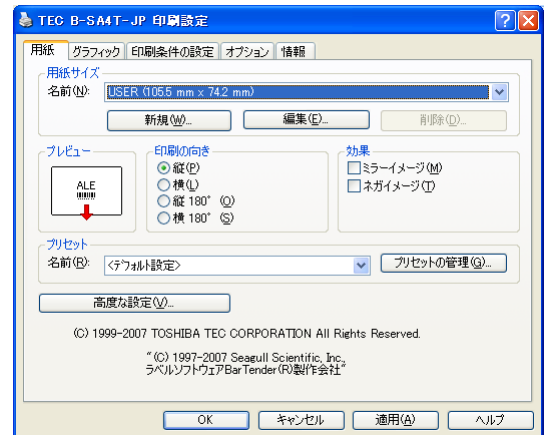 TEC B-SA4T-JP 印刷設定
用紙 グラフィック 印刷条件の設定 オプション 情報
用紙サイズ
名前(N): USER (105.5 mm x 74.2 mm)
新規(W)... 編集(E)... 削除(D)...
プレビュー 印刷の向き 効果
ALE
縦(P)
横(L)
縦 180° (O)
横 180° (S)
ミラーイメージ(M)
ネガイメージ(T)
プリセット
名前(R): <デフォルト設定> プリセットの管理(G)...
高度な設定(V)...
(C) 1999-2007 TOSHIBA TEC CORPORATION All Rights Reserved.
"(C) 1997-2007 Seagull Scientific, Inc.,
ラベルソフトウェアBarTender(R)製作会社"
OK キャンセル 適用(A) ヘルプ